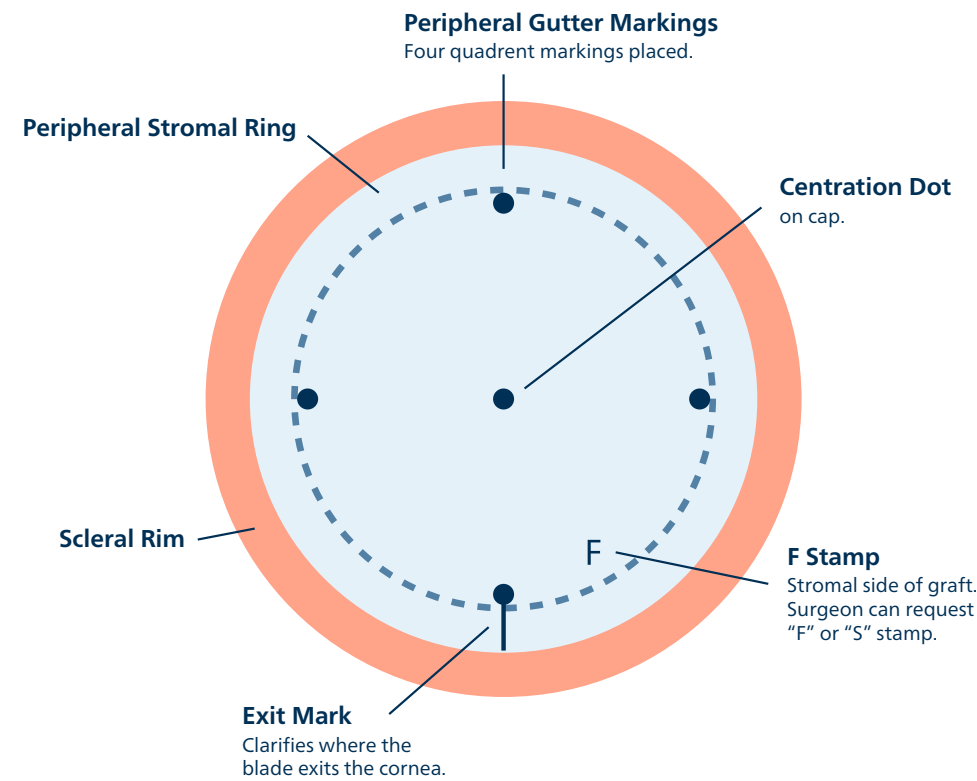 Peripheral Gutter Markings
Four quadrent markings placed.
Peripheral Stromal Ring
Centration Dot
on cap.
Scleral Rim
F
F Stamp
Stromal side of graft.
Surgeon can request
“F” or “S” stamp.
Exit Mark
Clarifies where the
blade exits the cornea.